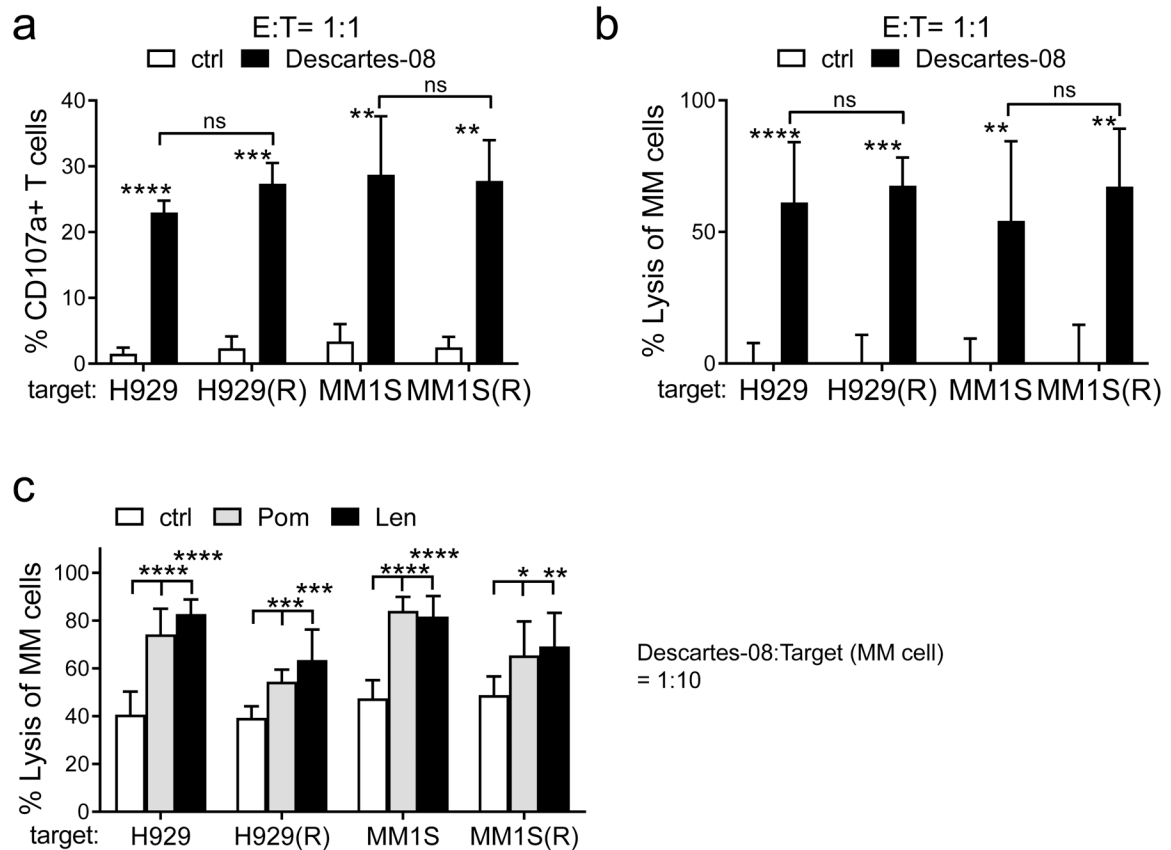 a
E:T= 1:1
ctrl Descartes-08
% CD107a+ T cells
40
30
20
10
0
ns
ns
****
***
**
**
target: H929 H929(R) MM1S MM1S(R)
b
E:T= 1:1
ctrl Descartes-08
% Lysis of MM cells
100
50
0
ns
ns
****
***
**
**
target: H929 H929(R) MM1S MM1S(R)
c
ctrl Pom Len
% Lysis of MM cells
100
80
60
40
20
0
****
****
***
***
****
****
*
**
target: H929 H929(R) MM1S MM1S(R)
Descartes-08:Target (MM cell)
= 1:10